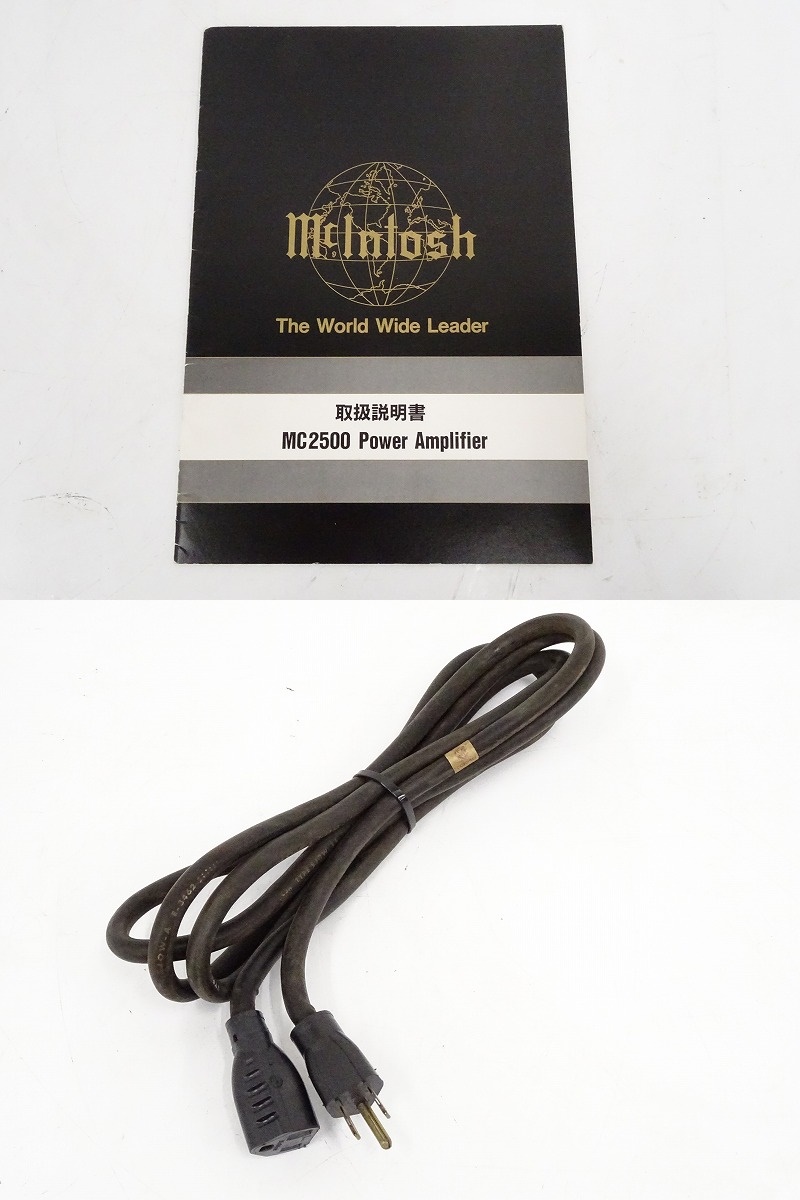 McIntosh
The World Wide Leader
取扱説明書
MC2500 Power Amplifier